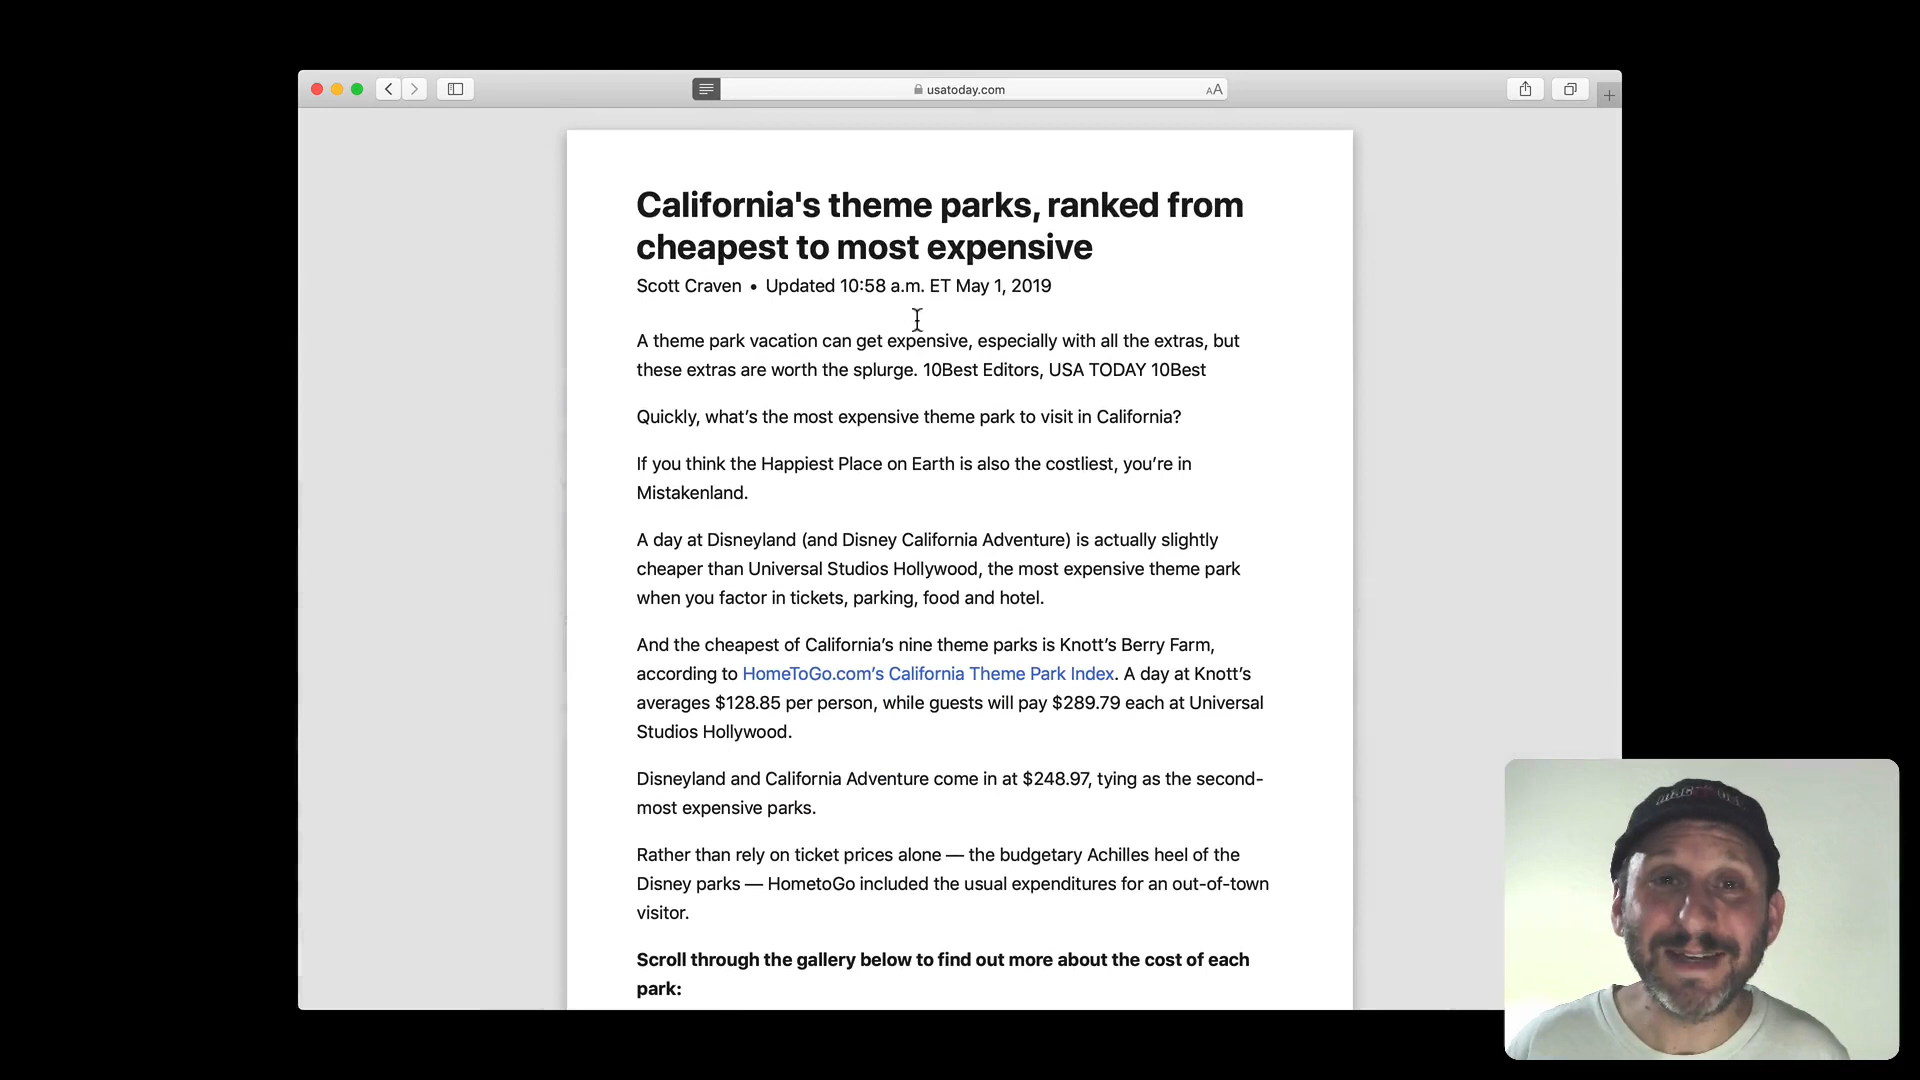 usatoday.com
AA
California's theme parks, ranked from
cheapest to most expensive
Scott Craven • Updated 10:58 a.m. ET May 1, 2019
A theme park vacation can get expensive, especially with all the extras, but
these extras are worth the splurge. 10Best Editors, USA TODAY 10Best
Quickly, what’s the most expensive theme park to visit in California?
If you think the Happiest Place on Earth is also the costliest, you’re in
Mistakenland.
A day at Disneyland (and Disney California Adventure) is actually slightly
cheaper than Universal Studios Hollywood, the most expensive theme park
when you factor in tickets, parking, food and hotel.
And the cheapest of California’s nine theme parks is Knott’s Berry Farm,
according to HomeToGo.com’s California Theme Park Index. A day at Knott’s
averages $128.85 per person, while guests will pay $289.79 each at Universal
Studios Hollywood.
Disneyland and California Adventure come in at $248.97, tying as the second-
most expensive parks.
Rather than rely on ticket prices alone — the budgetary Achilles heel of the
Disney parks — HometoGo included the usual expenditures for an out-of-town
visitor.
Scroll through the gallery below to find out more about the cost of each
park: